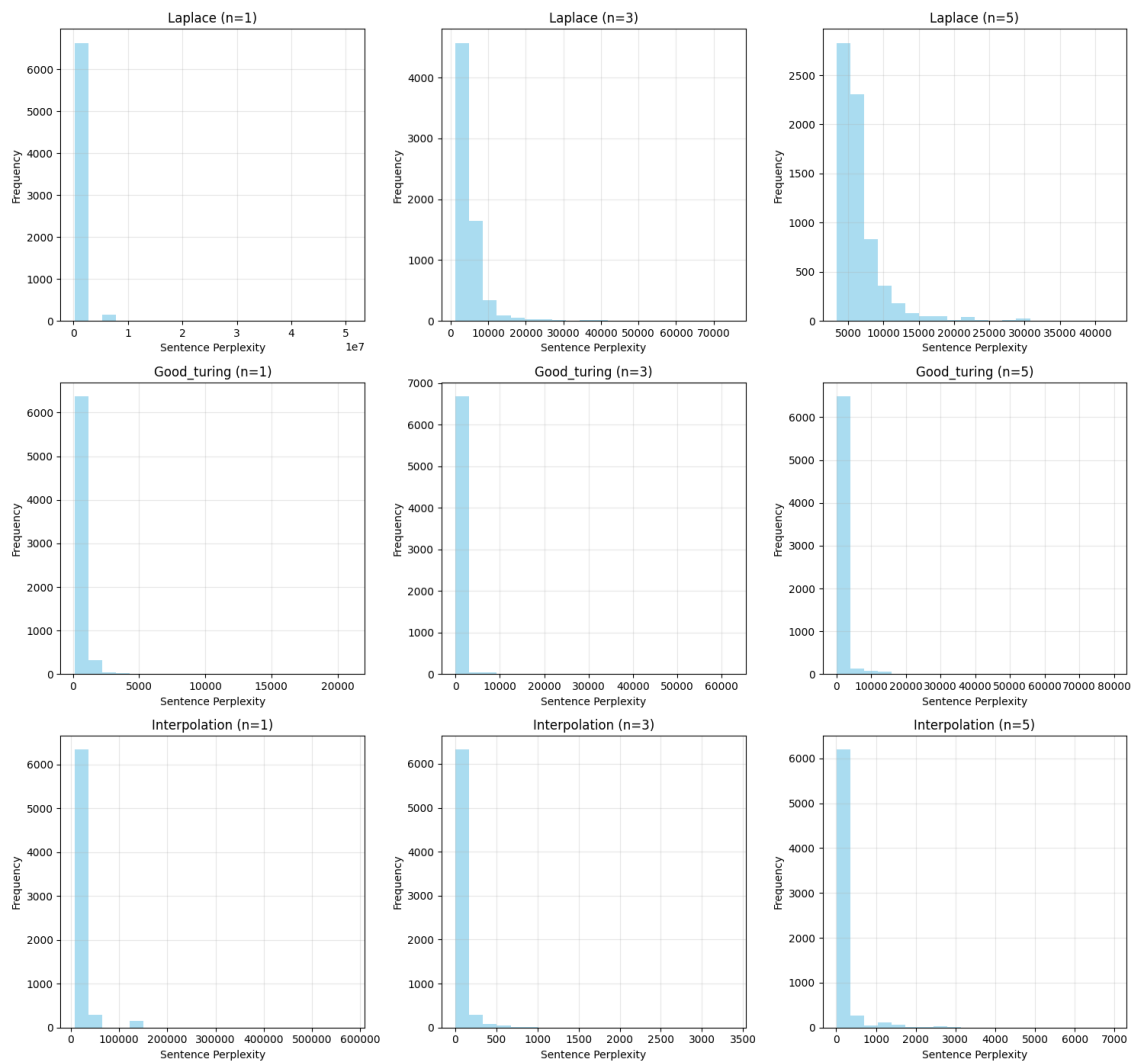 Laplace (n=1)
Frequency
6000
5000
4000
3000
2000
1000
0
0 1 2 3 4 5
1e7
Sentence Perplexity
Laplace (n=3)
Frequency
4000
3000
2000
1000
0
0 10000 20000 30000 40000 50000 60000 70000
Sentence Perplexity
Laplace (n=5)
Frequency
2500
2000
1500
1000
500
0
5000 10000 15000 20000 25000 30000 35000 40000
Sentence Perplexity
Good_turing (n=1)
Frequency
6000
5000
4000
3000
2000
1000
0
0 5000 10000 15000 20000
Sentence Perplexity
Good_turing (n=3)
Frequency
7000
6000
5000
4000
3000
2000
1000
0
0 10000 20000 30000 40000 50000 60000
Sentence Perplexity
Good_turing (n=5)
Frequency
6000
5000
4000
3000
2000
1000
0
0 10000 20000 30000 40000 50000 60000 70000 80000
Sentence Perplexity
Interpolation (n=1)
Frequency
6000
5000
4000
3000
2000
1000
0
0 100000 200000 300000 400000 500000 600000
Sentence Perplexity
Interpolation (n=3)
Frequency
6000
5000
4000
3000
2000
1000
0
0 500 1000 1500 2000 2500 3000 3500
Sentence Perplexity
Interpolation (n=5)
Frequency
6000
5000
4000
3000
2000
1000
0
0 1000 2000 3000 4000 5000 6000 7000
Sentence Perplexity